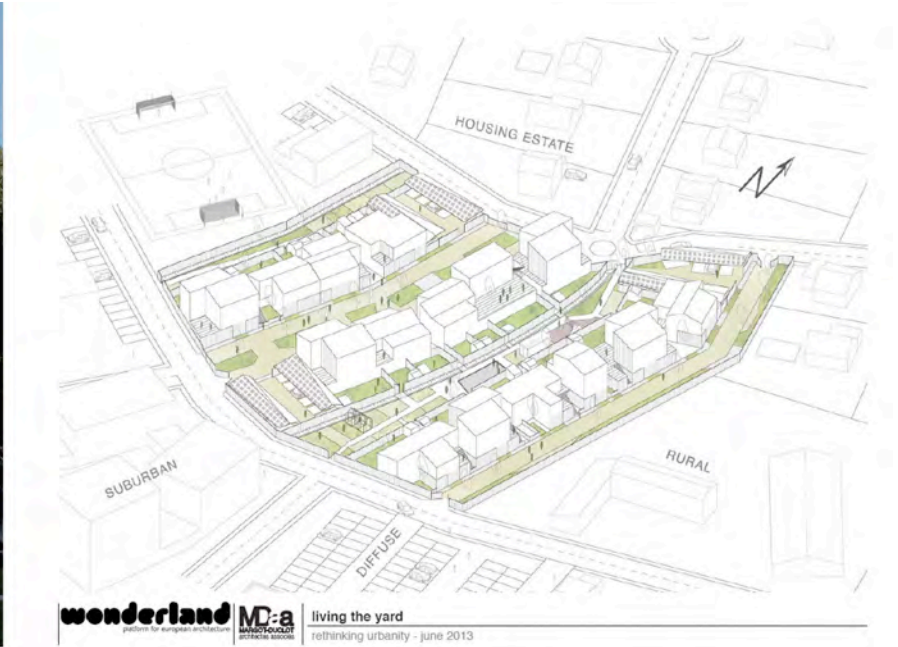 HOUSING ESTATE
N
SUBURBAN
RURAL
DIFFUSE
wonderland
platform for european architecture
MD:a
MARGOT-DUCLOT
architectes associés
living the yard
rethinking urbanity - june 2013